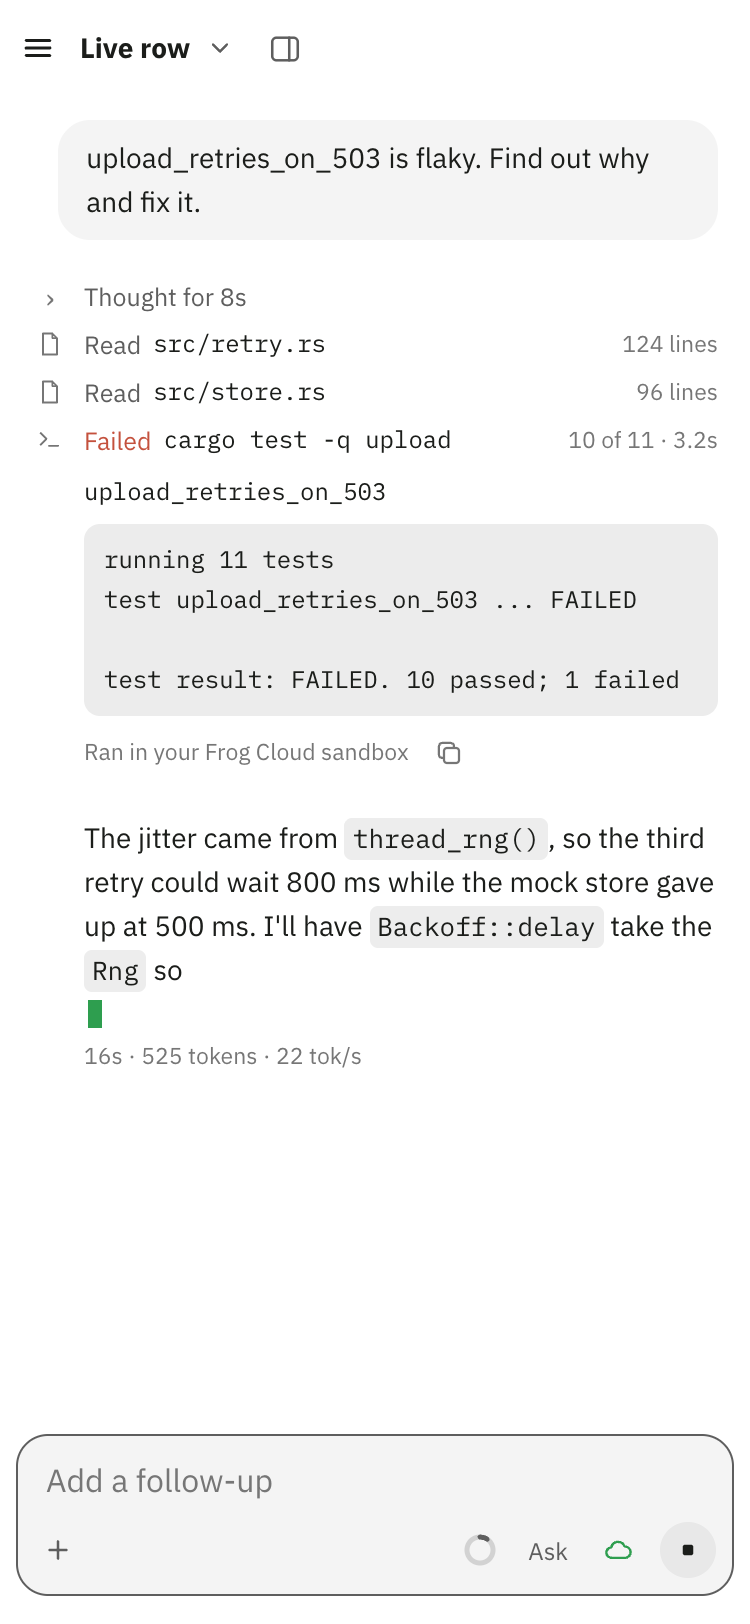 Live row
upload_retries_on_503 is flaky. Find out why
and fix it.
Thought for 8s
Read src/retry.rs 124 lines
Read src/store.rs 96 lines
Failed cargo test -q upload 10 of 11 · 3.2s
upload_retries_on_503
running 11 tests
test upload_retries_on_503 ... FAILED
test result: FAILED. 10 passed; 1 failed
Ran in your Frog Cloud sandbox
The jitter came from thread_rng(), so the third
retry could wait 800 ms while the mock store gave
up at 500 ms. I'll have Backoff::delay take the
Rng so
16s · 525 tokens · 22 tok/s
Add a follow-up
Ask